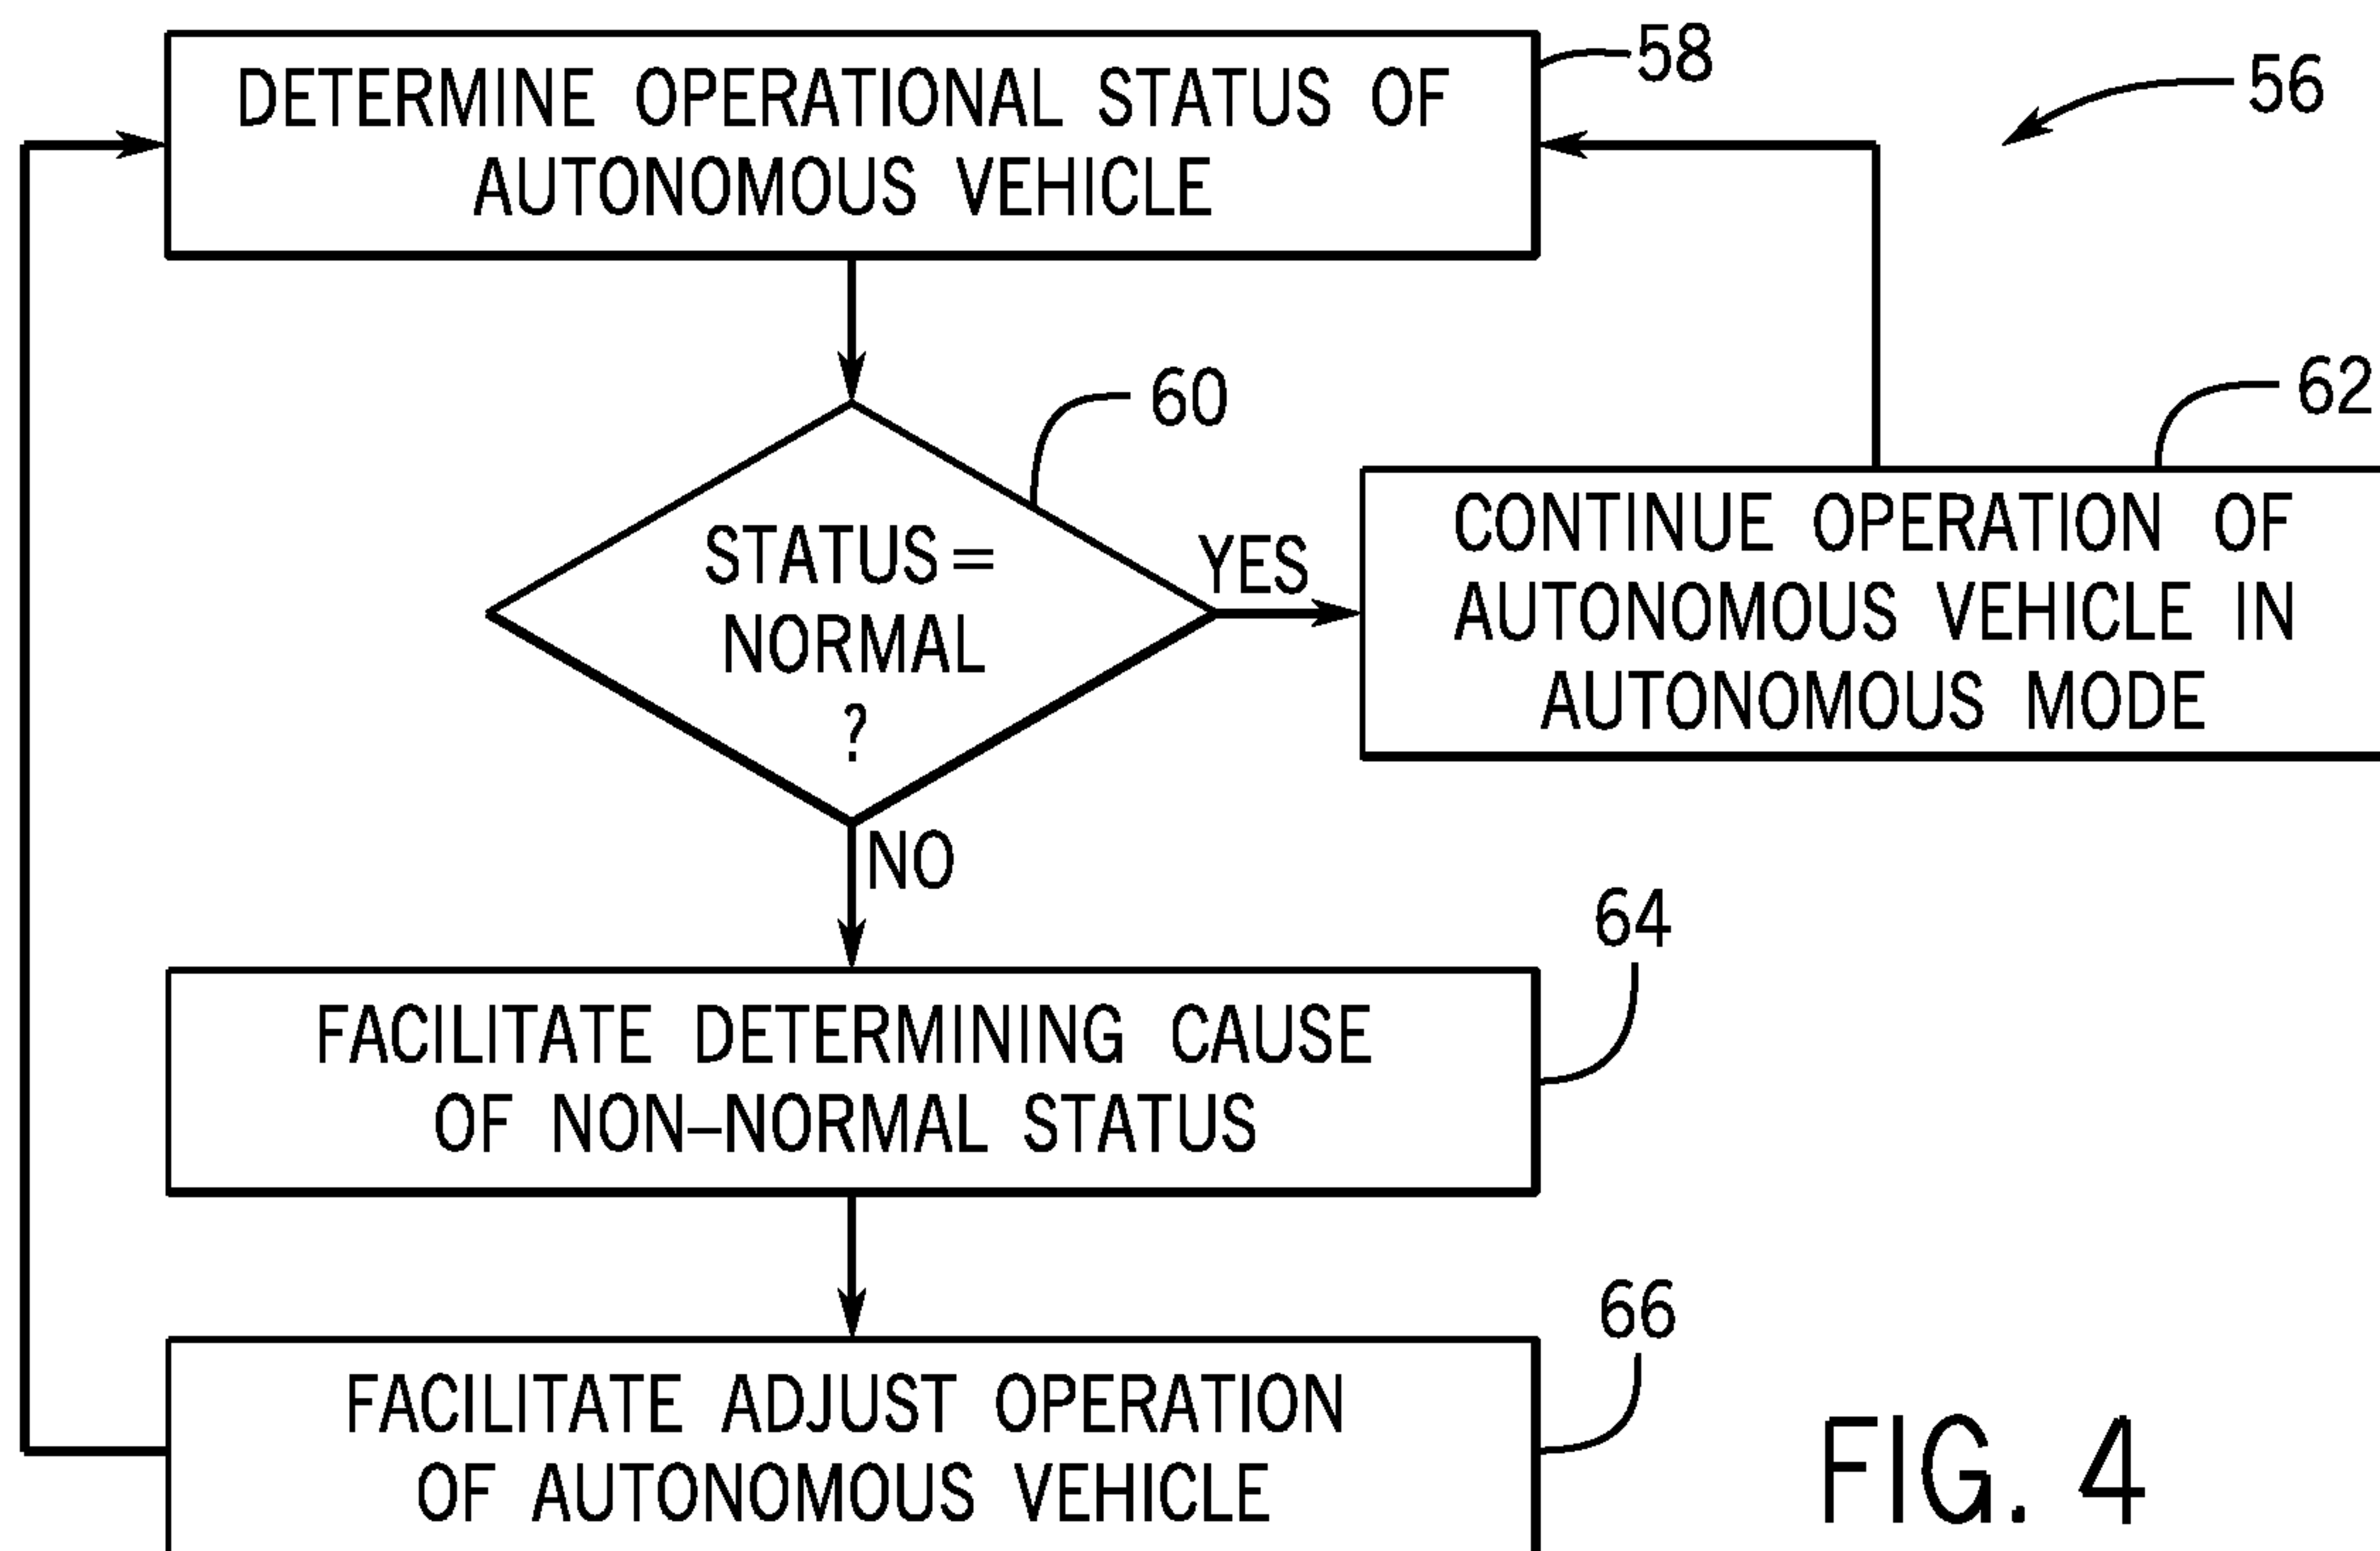 DETERMINE OPERATIONAL STATUS OF
AUTONOMOUS VEHICLE
58
56
60
STATUS=
NORMAL
?
YES
62
CONTINUE OPERATION OF
AUTONOMOUS VEHICLE IN
AUTONOMOUS MODE
NO
64
FACILITATE DETERMINING CAUSE
OF NON–NORMAL STATUS
66
FACILITATE ADJUST OPERATION
OF AUTONOMOUS VEHICLE
FIG. 4